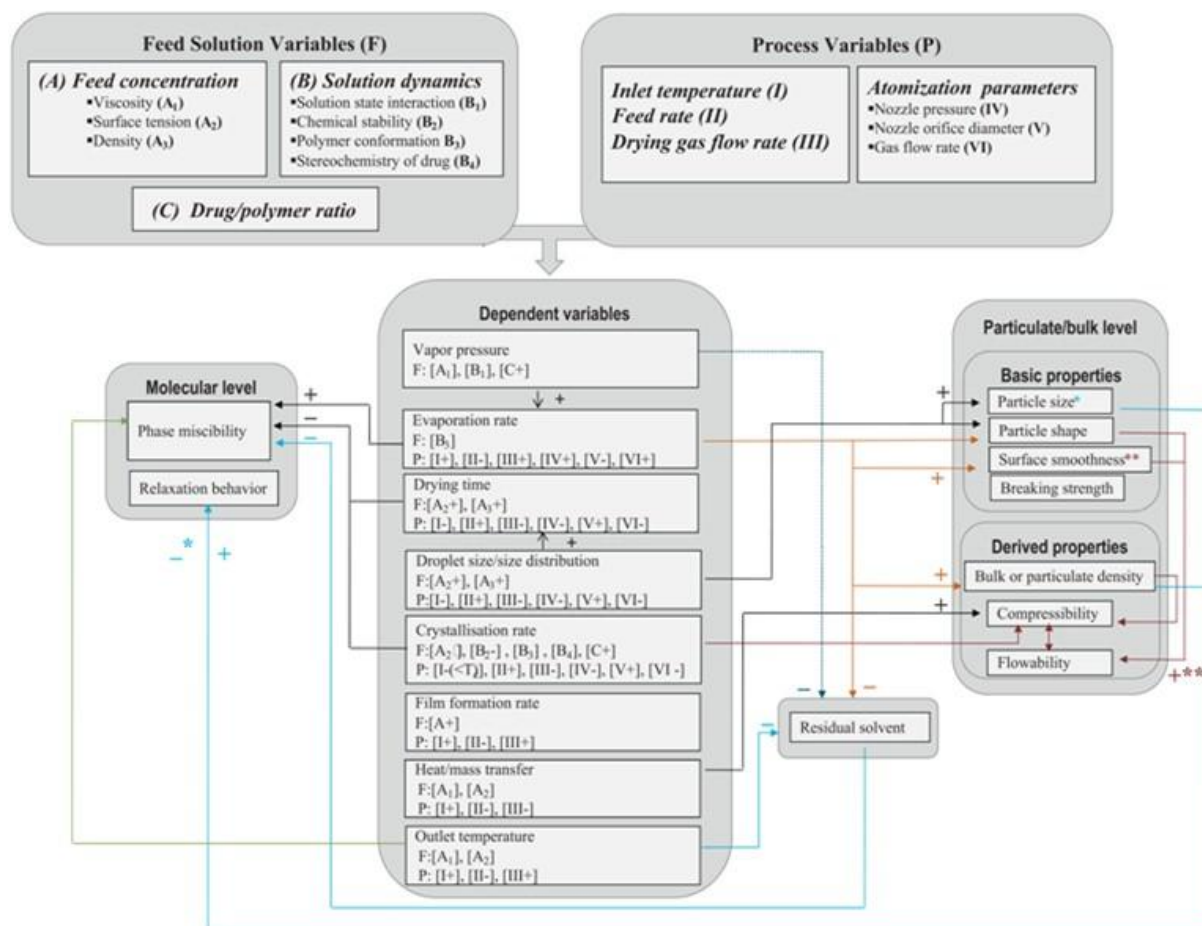 Feed Solution Variables (F)
(A) Feed concentration
▪Viscosity (A₁)
▪Surface tension (A₂)
▪Density (A₃)
(B) Solution dynamics
▪Solution state interaction (B₁)
▪Chemical stability (B₂)
▪Polymer conformation B₃)
▪Stereochemistry of drug (B₄)
(C) Drug/polymer ratio
Process Variables (P)
Inlet temperature (I)
Feed rate (II)
Drying gas flow rate (III)
Atomization parameters
▪Nozzle pressure (IV)
▪Nozzle orifice diameter (V)
▪Gas flow rate (VI)
Molecular level
Phase miscibility
Relaxation behavior
+
−
−
−* +
Dependent variables
Vapor pressure
F: [A₁], [B₁], [C+]
+
Evaporation rate
F: [B₃]
P: [I+], [II-], [III+], [IV+], [V-], [VI+]
Drying time
F:[A₂+], [A₃+]
P: [I-], [II+], [III-], [IV-], [V+], [VI-]
+
Droplet size/size distribution
F:[A₂+], [A₃+]
P:[I-], [II+], [III-], [IV-], [V+], [VI-]
Crystallisation rate
[B₂-] , [B₃] , [B₄], [C+]
P: [II+], [III-], [IV-], [V+], [VI -]
Film formation rate
F:[A+]
P: [I+], [II-], [III+]
Heat/mass transfer
F:[A₁], [A₂]
P: [I+], [II-], [III-]
Outlet temperature
F:[A₁], [A₂]
P: [I+], [II-], [III+]
Particulate/bulk level
Basic properties
+
Particle size*
Particle shape
Surface smoothness**
+
Breaking strength
Derived properties
+
Bulk or particulate density
+
Compressibility
Flowability
+**
−
−
−
Residual solvent